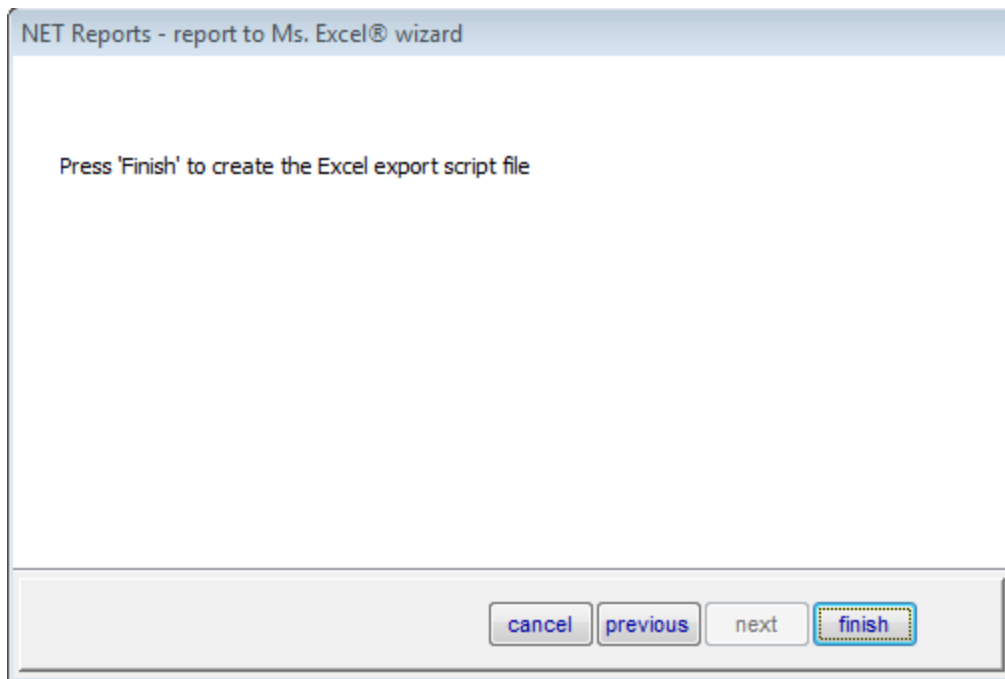 NET Reports - report to Ms. Excel® wizard
Press 'Finish' to create the Excel export script file
cancel previous next finish